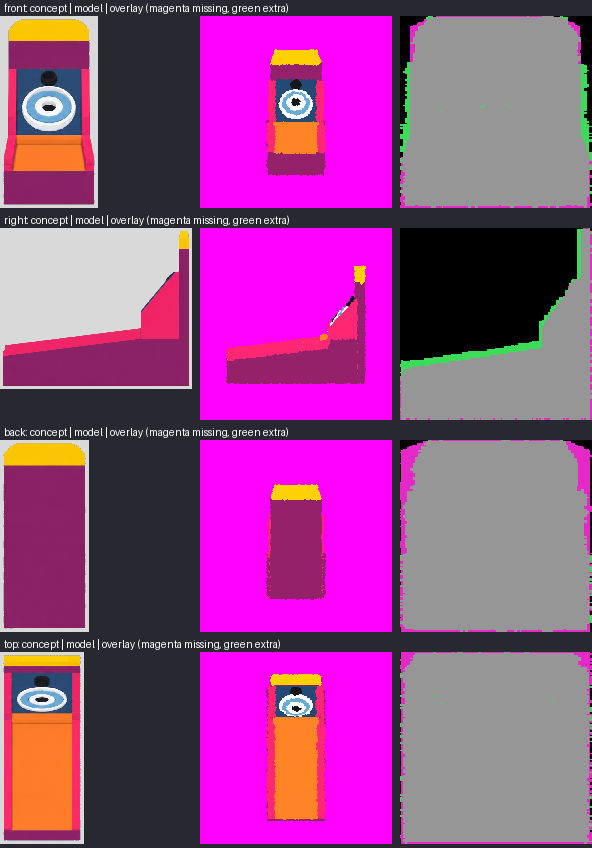 front: concept | model | overlay (magenta missing, green extra)
right: concept | model | overlay (magenta missing, green extra)
back: concept | model | overlay (magenta missing, green extra)
top: concept | model | overlay (magenta missing, green extra)